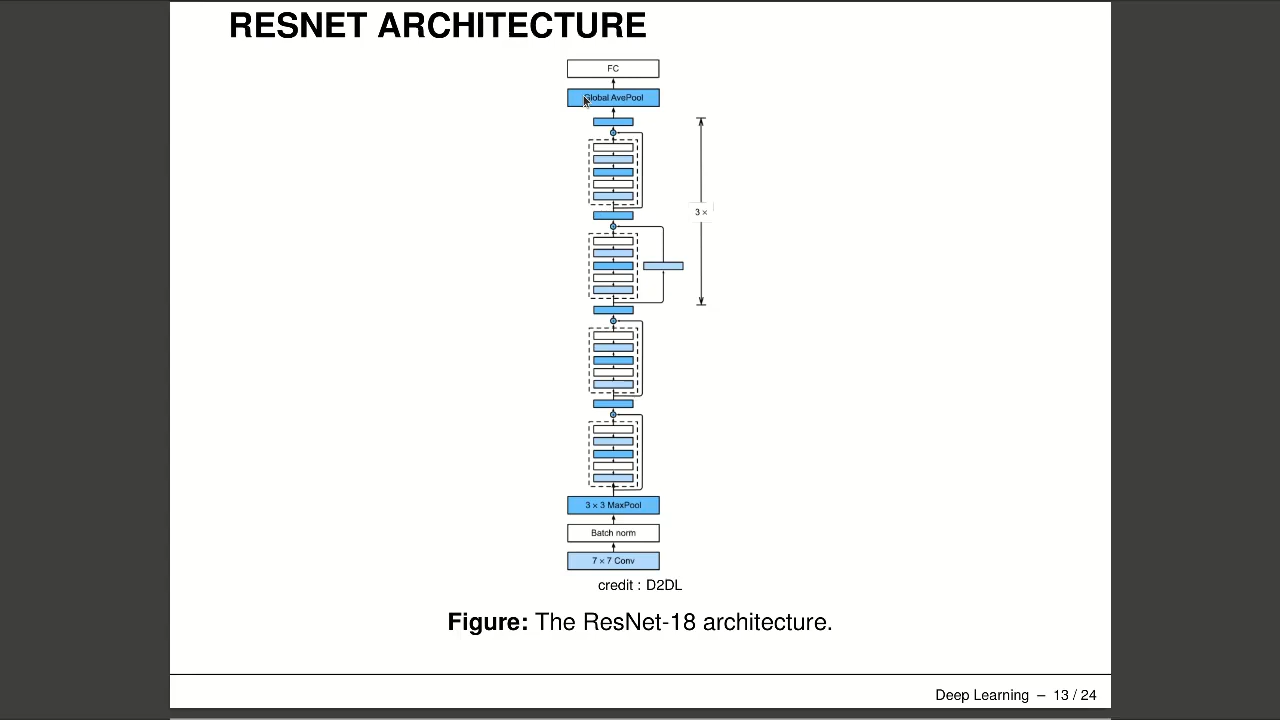 RESNET ARCHITECTURE
FC
Global AvePool
3 ×
3 × 3 MaxPool
Batch norm
7 × 7 Conv
credit : D2DL
Figure: The ResNet-18 architecture.
Deep Learning – 13 / 24